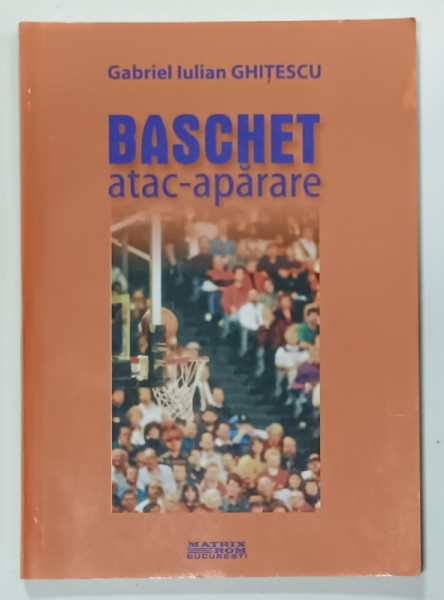 Gabriel Iulian GHIȚESCU
BASCHET
atac-apărare
MATRIX
ROM
BUCUREȘTI